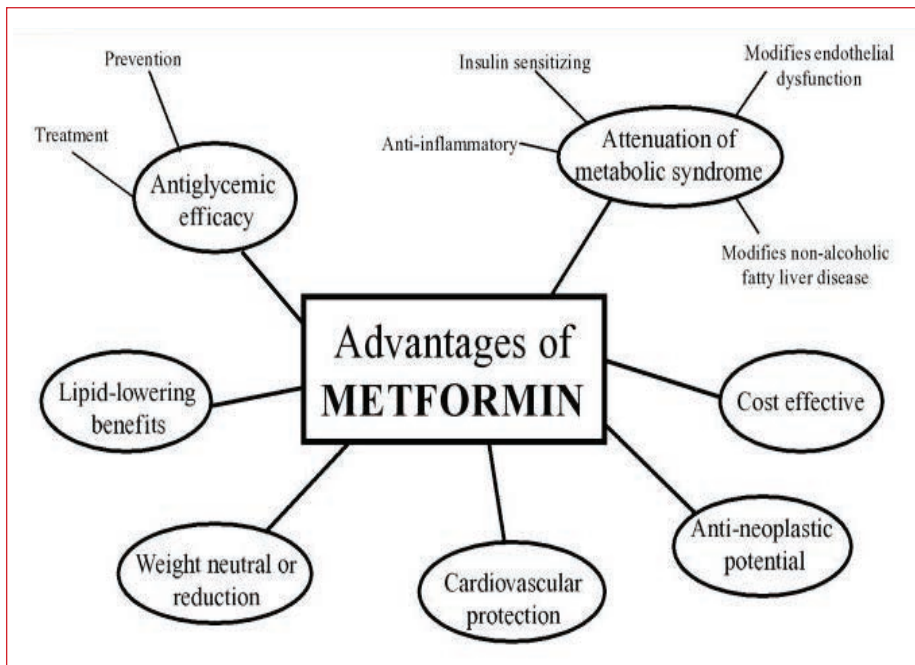 Prevention
Treatment
Antiglycemic
efficacy
Insulin sensitizing
Anti-inflammatory
Modifies endothelial
dysfunction
Attenuation of
metabolic syndrome
Modifies non-alcoholic
fatty liver disease
Advantages of
METFORMIN
Lipid-lowering
benefits
Cost effective
Weight neutral or
reduction
Cardiovascular
protection
Anti-neoplastic
potential